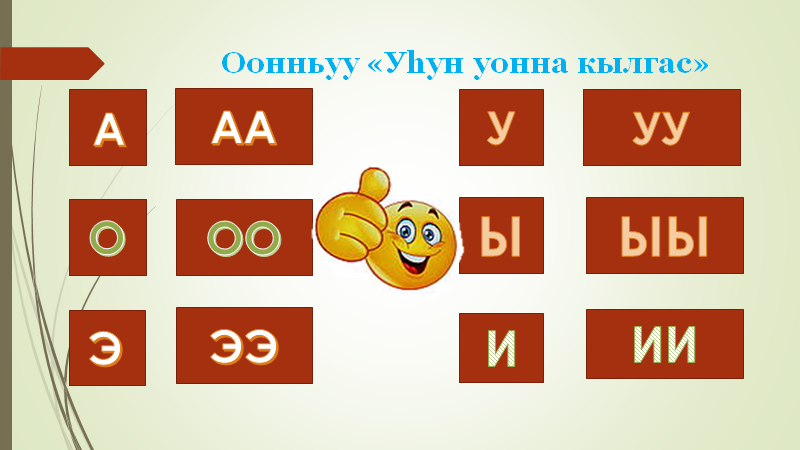 Оонньуу «Уһун уонна кылгас»
А АА У УУ
О ОО Ы ЫЫ
Э ЭЭ И ИИ